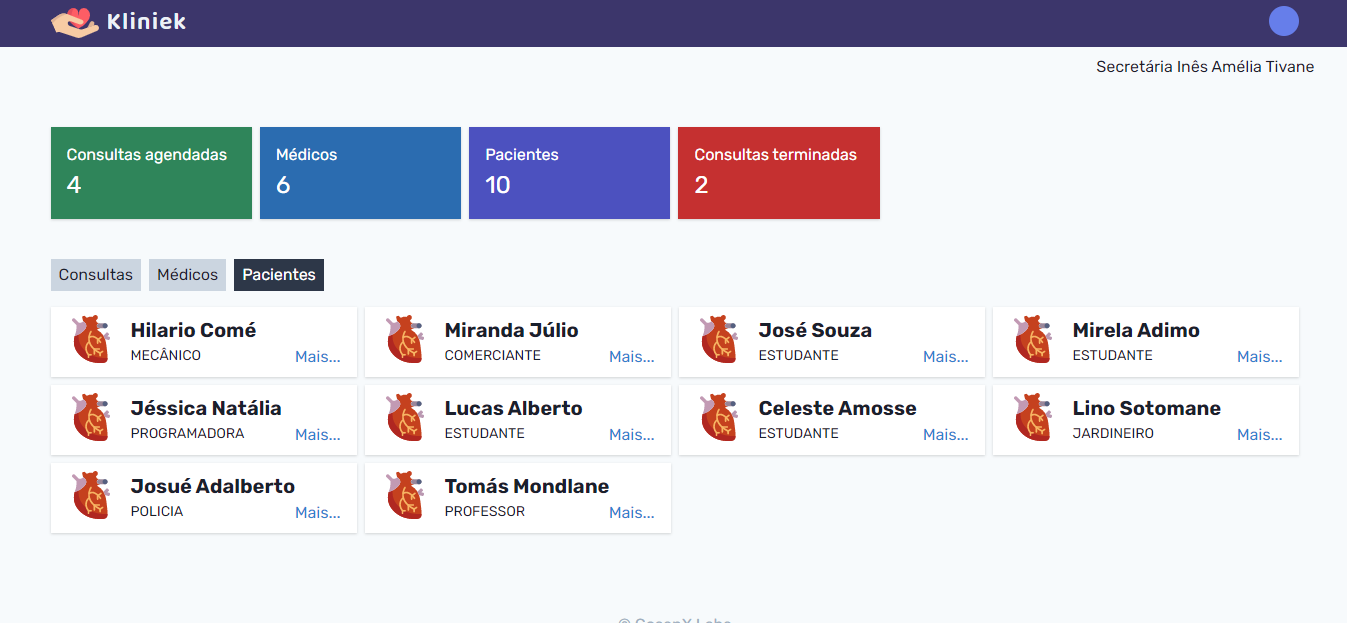 Kliniek
Secretária Inês Amélia Tivane
Consultas agendadas
4
Médicos
6
Pacientes
10
Consultas terminadas
2
Consultas
Médicos
Pacientes
Hilario Comé
MECÂNICO
Mais...
Miranda Júlio
COMERCIANTE
Mais...
José Souza
ESTUDANTE
Mais...
Mirela Adimo
ESTUDANTE
Mais...
Jéssica Natália
PROGRAMADORA
Mais...
Lucas Alberto
ESTUDANTE
Mais...
Celeste Amosse
ESTUDANTE
Mais...
Lino Sotomane
JARDINEIRO
Mais...
Josué Adalberto
POLICIA
Mais...
Tomás Mondlane
PROFESSOR
Mais...